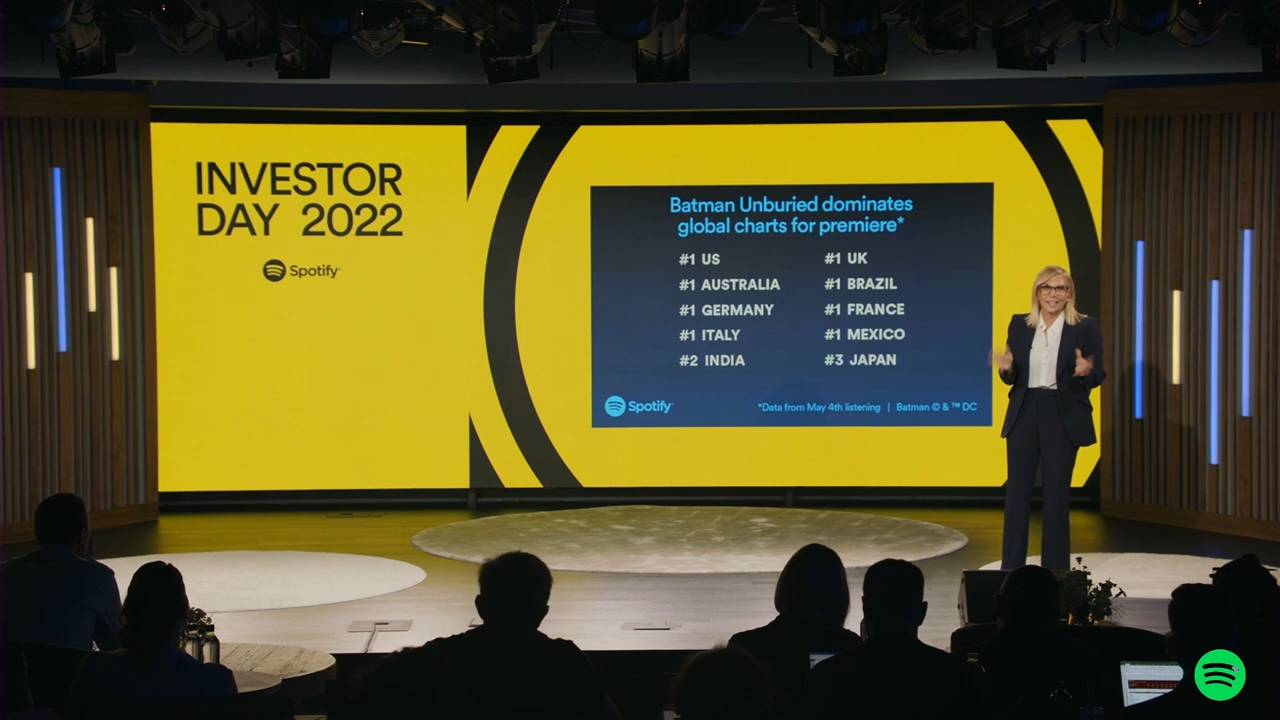 INVESTOR
DAY 2022
Spotify
Batman Unburied dominates
global charts for premiere*
#1 US
#1 AUSTRALIA
#1 GERMANY
#1 ITALY
#2 INDIA
#1 UK
#1 BRAZIL
#1 FRANCE
#1 MEXICO
#3 JAPAN
Spotify
*Data from May 4th listening | Batman © & ™ DC